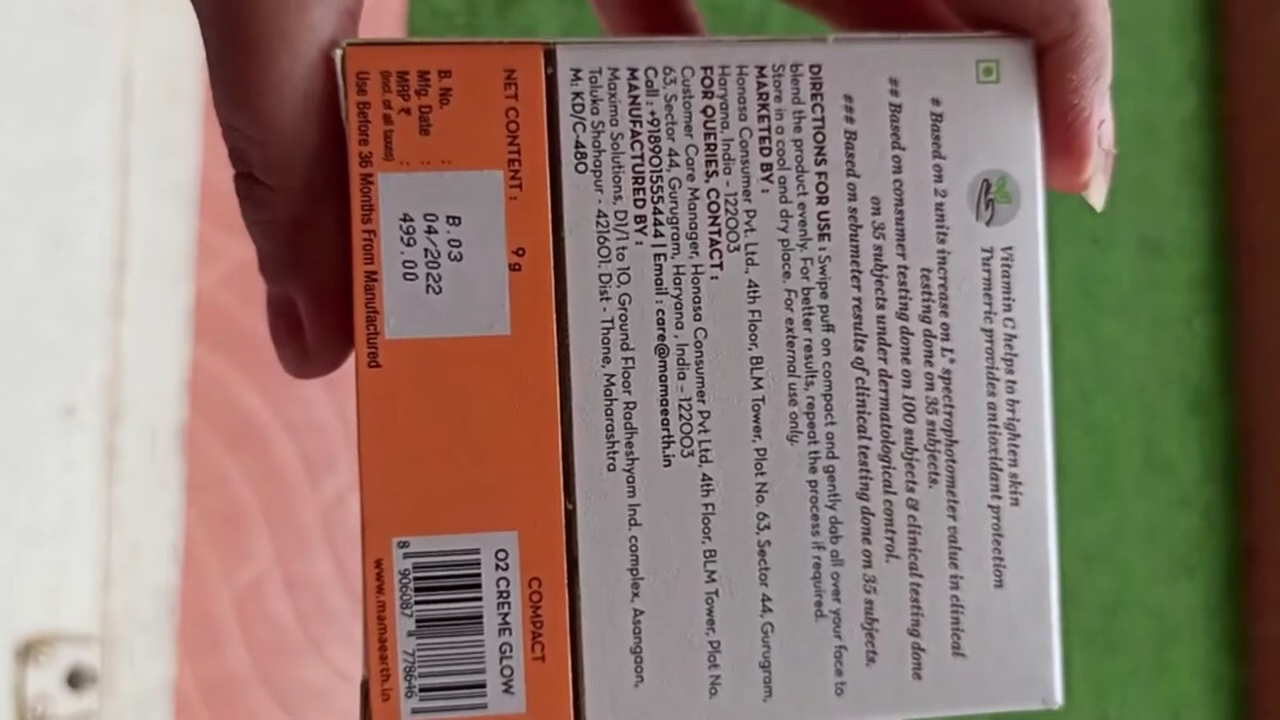 Vitamin C helps to brighten skin
Turmeric provides antioxidant protection
# Based on 2 units increase on L* spectrophotometer value in clinical
testing done on 35 subjects.
## Based on consumer testing done on 100 subjects & clinical testing done
on 35 subjects under dermatological control.
### Based on sebumeter results of clinical testing done on 35 subjects.
DIRECTIONS FOR USE : Swipe puff on compact and gently dab all over your face to
blend the product evenly. For better results, repeat the process if required.
Store in a cool and dry place. For external use only.
MARKETED BY :
Honasa Consumer Pvt. Ltd., 4th Floor, BLM Tower, Plot No. 63, Sector 44, Gurugram,
Haryana, India - 122003
FOR QUERIES, CONTACT :
Customer Care Manager, Honasa Consumer Pvt Ltd, 4th Floor, BLM Tower, Plot No.
63, Sector 44, Gurugram, Haryana , India - 122003
Call : +918901555444 | Email : care@mamaearth.in
MANUFACTURED BY :
Maxima Solutions, D1/1 to 10, Ground Floor Radheshyam Ind. complex, Asangaon,
Taluka Shahapur - 421601: Dist - Thane, Maharashtra
M: KD/C-480
NET CONTENT : 9 g
B. No. : B.03
Mfg. Date : 04/2022
MRP ₹ : 499.00
(Incl. of all taxes)
Use Before 36 Months From Manufactured
COMPACT
02 CREME GLOW
8 906087 778646
www.mamaearth.in